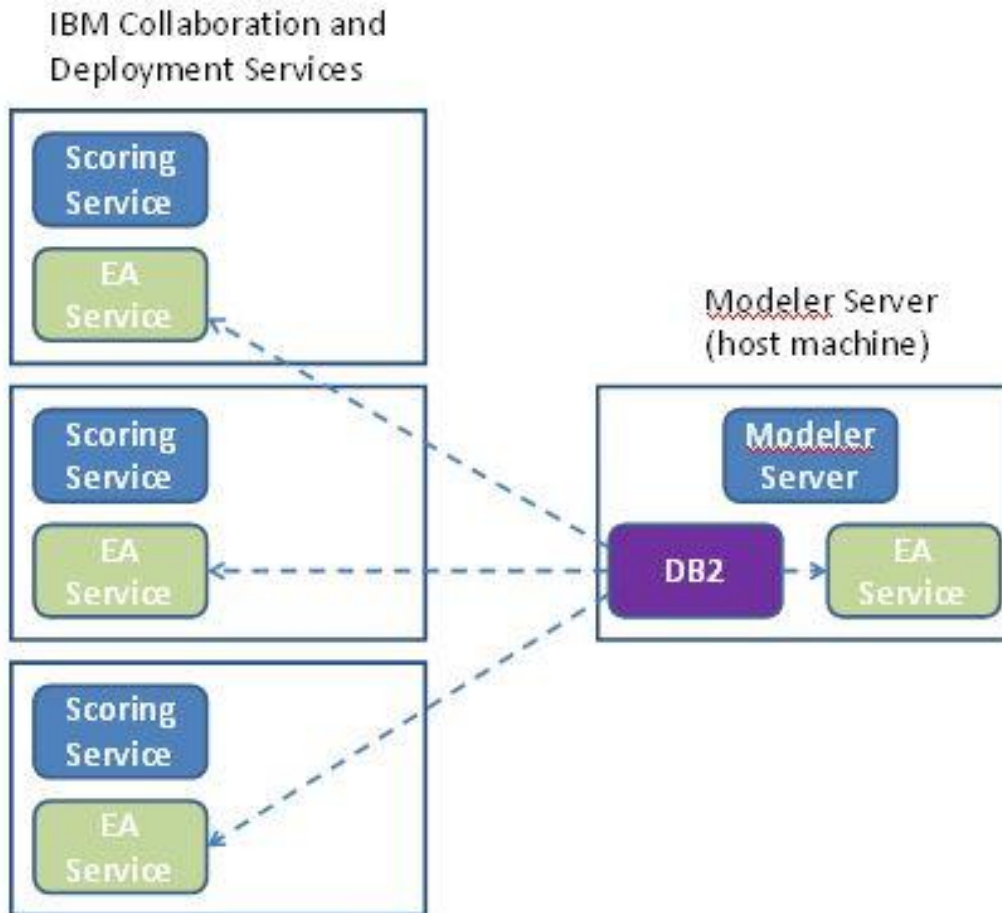 IBM Collaboration and
Deployment Services
Scoring
Service
EA
Service
Scoring
Service
EA
Service
Scoring
Service
EA
Service
Modeler Server
(host machine)
Modeler
Server
DB2
EA
Service